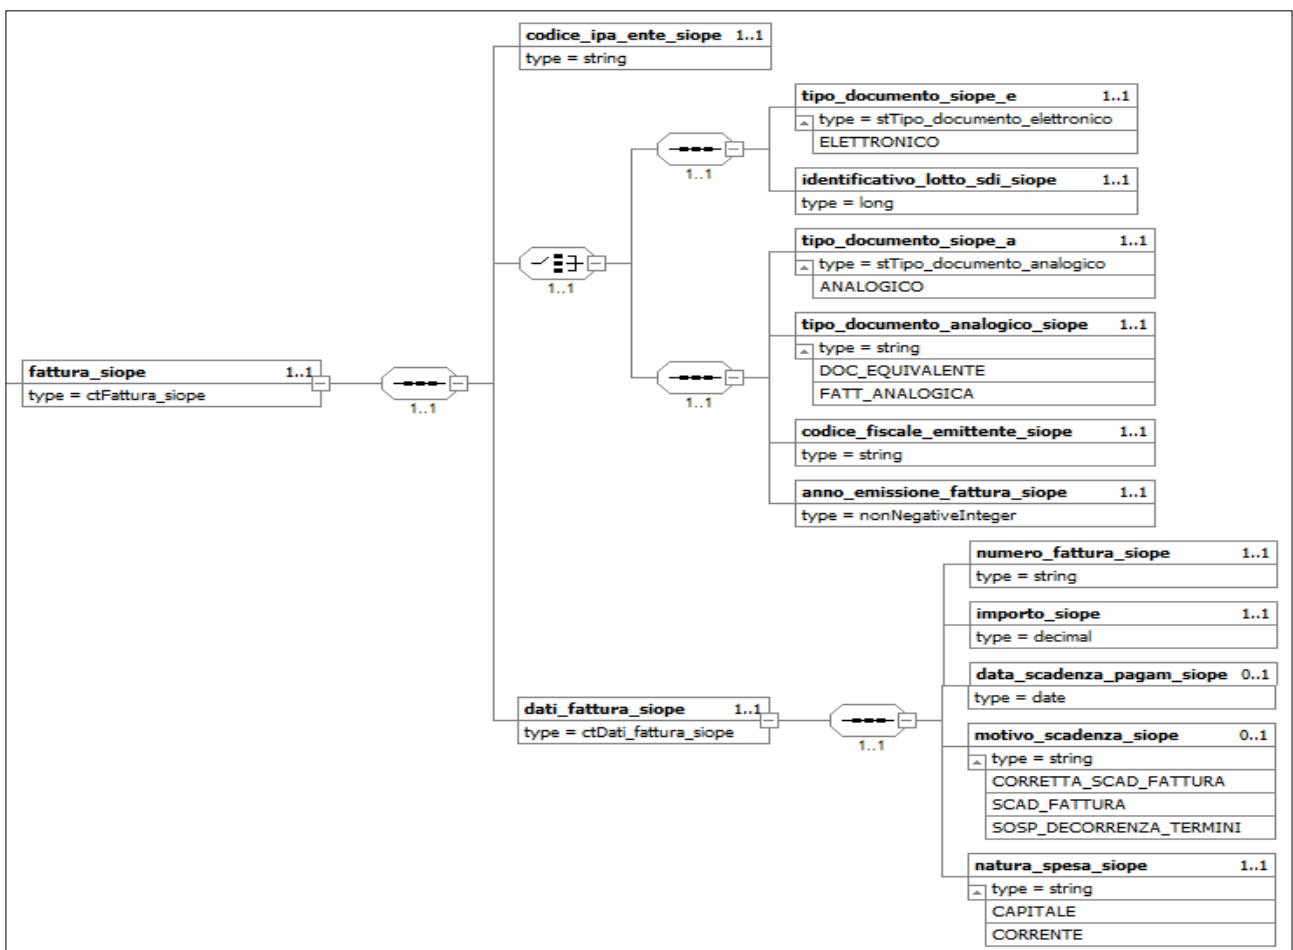 codice_ipa_ente_siope 1..1
type = string
tipo_documento_siope_e 1..1
type = stTipo_documento_elettronico
ELETTRONICO
1..1
identificativo_lotto_sdi_siope 1..1
type = long
tipo_documento_siope_a 1..1
type = stTipo_documento_analogico
ANALOGICO
1..1
tipo_documento_analogico_siope 1..1
type = string
DOC_EQUIVALENTE
FATT_ANALOGICA
1..1
fattura_siope 1..1
type = ctFattura_siope
1..1
codice_fiscale_emittente_siope 1..1
type = string
anno_emissione_fattura_siope 1..1
type = nonNegativeInteger
numero_fattura_siope 1..1
type = string
importo_siope 1..1
type = decimal
data_scadenza_pagam_siope 0..1
type = date
dati_fattura_siope 1..1
type = ctDati_fattura_siope
1..1
motivo_scadenza_siope 0..1
type = string
CORRETTA_SCAD_FATTURA
SCAD_FATTURA
SOSP_DECORRENZA_TERMINI
natura_spesa_siope 1..1
type = string
CAPITALE
CORRENTE